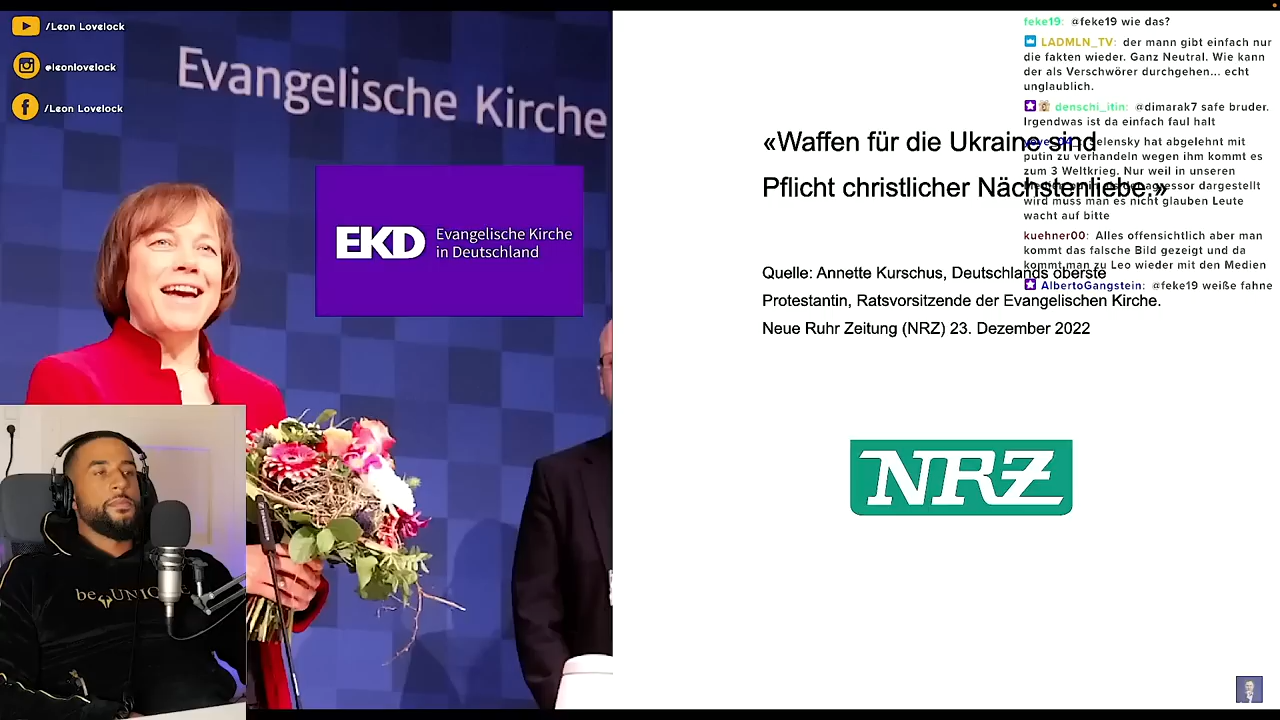 /Leon Lovelock
@leonlovelock
/Leon Lovelock
Evangelische Kirche
EKD
Evangelische Kirche
in Deutschland
«Waffen für die Ukraine sind
Pflicht christlicher Nächstenliebe.»
Quelle: Annette Kurschus, Deutschlands oberste
Protestantin, Ratsvorsitzende der Evangelischen Kirche.
Neue Ruhr Zeitung (NRZ) 23. Dezember 2022
NRZ
be UNIQUE
feke19: @feke19 wie das?
LADMLN_TV: der mann gibt einfach nur
die fakten wieder. Ganz Neutral. Wie kann
der als Verschwörer durchgehen... echt
unglaublich.
denschi_itin: @dimarak7 safe bruder.
Irgendwas ist da einfach faul halt
selensky hat abgelehnt mit
putin zu verhandeln wegen ihm kommt es
zum 3 Weltkrieg. Nur weil in unseren
dargestellt
wird muss man es nicht glauben Leute
wacht auf bitte
kuehner00: Alles offensichtlich aber man
bekommt das falsche Bild gezeigt und da
kommt man zu Leo wieder mit den Medien
AlbertoGangstein: @feke19 weiße fahne